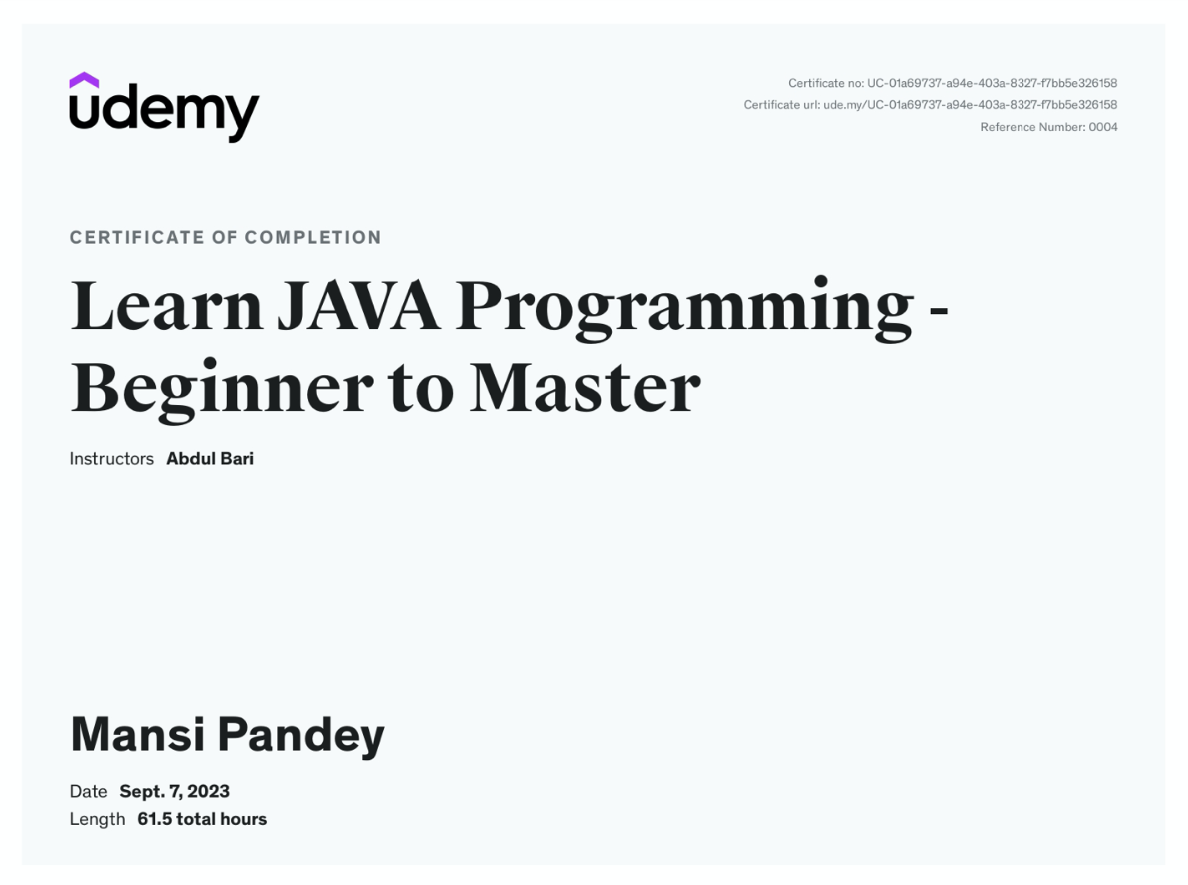 udemy
Certificate no: UC-01a69737-a94e-403a-8327-f7bb5e326158
Certificate url: ude.my/UC-01a69737-a94e-403a-8327-f7bb5e326158
Reference Number: 0004
CERTIFICATE OF COMPLETION
Learn JAVA Programming -
Beginner to Master
Instructors Abdul Bari
Mansi Pandey
Date Sept. 7, 2023
Length 61.5 total hours